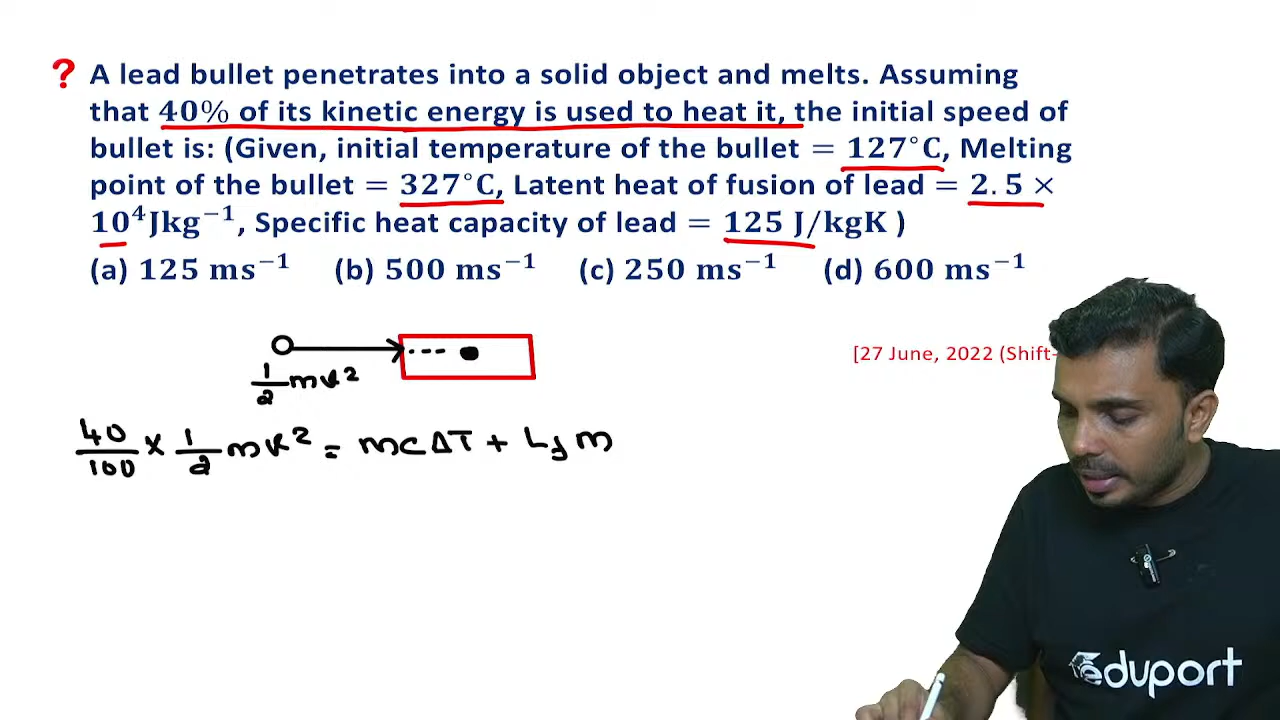 ? A lead bullet penetrates into a solid object and melts. Assuming
that 40% of its kinetic energy is used to heat it, the initial speed of
bullet is: (Given, initial temperature of the bullet = 127°C, Melting
point of the bullet = 327°C, Latent heat of fusion of lead = 2.5 ×
10⁴Jkg⁻¹, Specific heat capacity of lead = 125 J/kgK )
(a) 125 ms⁻¹ (b) 500 ms⁻¹ (c) 250 ms⁻¹ (d) 600 ms⁻¹
[27 June, 2022 (Shift-
1/2 mv²
40/100 × 1/2 mv² = mcΔT + Lf m
eduport